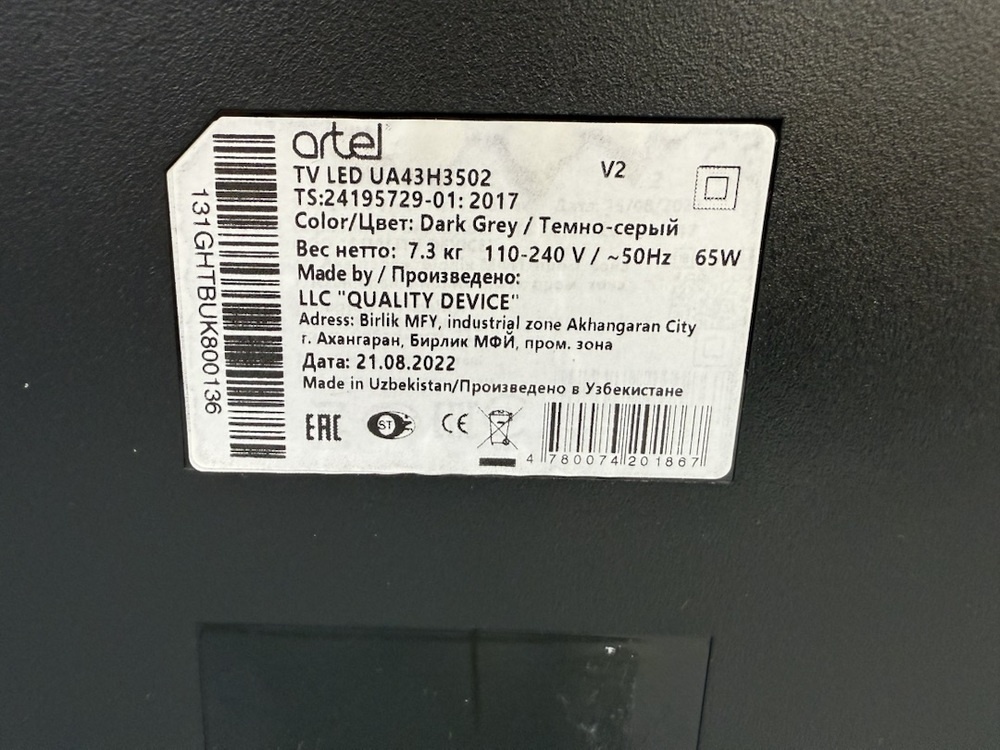 artel
TV LED UA43H3502 V2
TS:24195729-01: 2017
Color/Цвет: Dark Grey / Темно-серый
Вес нетто: 7.3 кг 110-240 V / ~50Hz 65W
Made by / Произведено:
LLC "QUALITY DEVICE"
Adress: Birlik MFY, industrial zone Akhangaran City
г. Ахангаран, Бирлик МФЙ, пром. зона
Дата: 21.08.2022
Made in Uzbekistan/Произведено в Узбекистане
EAC ST CE
4 780074 201867
131GHTBUK800136